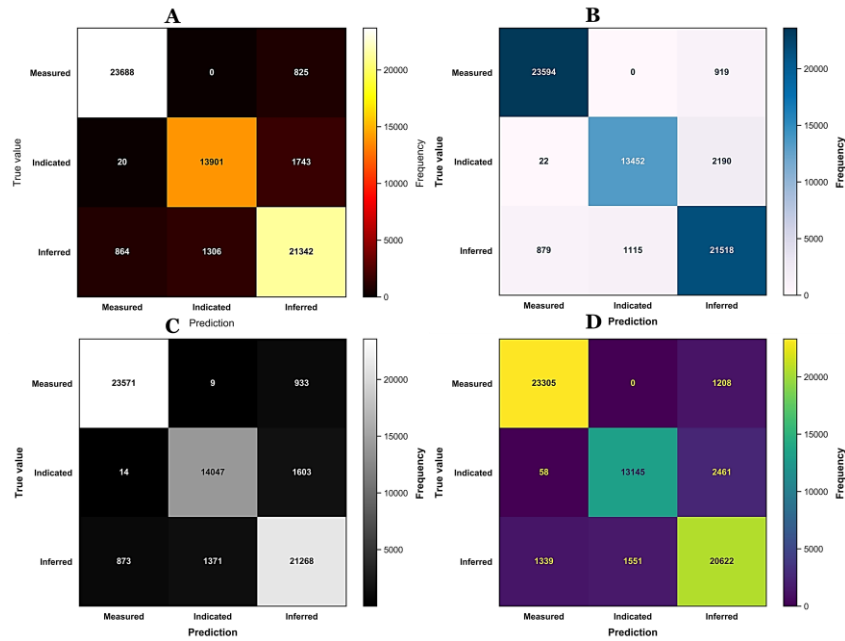 A
Measured
23688
0
825
Indicated
20
13901
1743
Inferred
864
1306
21342
Measured
Indicated
Inferred
Prediction
True value
20000
15000
10000
5000
0
Frequency
B
Measured
23594
0
919
Indicated
22
13452
2190
Inferred
879
1115
21518
Measured
Indicated
Inferred
Prediction
True value
20000
15000
10000
5000
0
Frequency
C
Measured
23571
9
933
Indicated
14
14047
1603
Inferred
873
1371
21268
Measured
Indicated
Inferred
Prediction
True value
20000
15000
10000
5000
Frequency
D
Measured
23305
0
1208
Indicated
58
13145
2461
Inferred
1339
1551
20622
Measured
Indicated
Inferred
Prediction
True value
20000
15000
10000
5000
0
Frequency